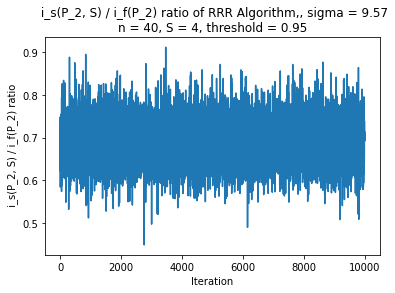 i_s(P_2, S) / i_f(P_2) ratio of RRR Algorithm,, sigma = 9.57
n = 40, S = 4, threshold = 0.95
i_s(P_2, S) / i_f(P_2) ratio
0.9
0.8
0.7
0.6
0.5
0
2000
4000
6000
8000
10000
Iteration